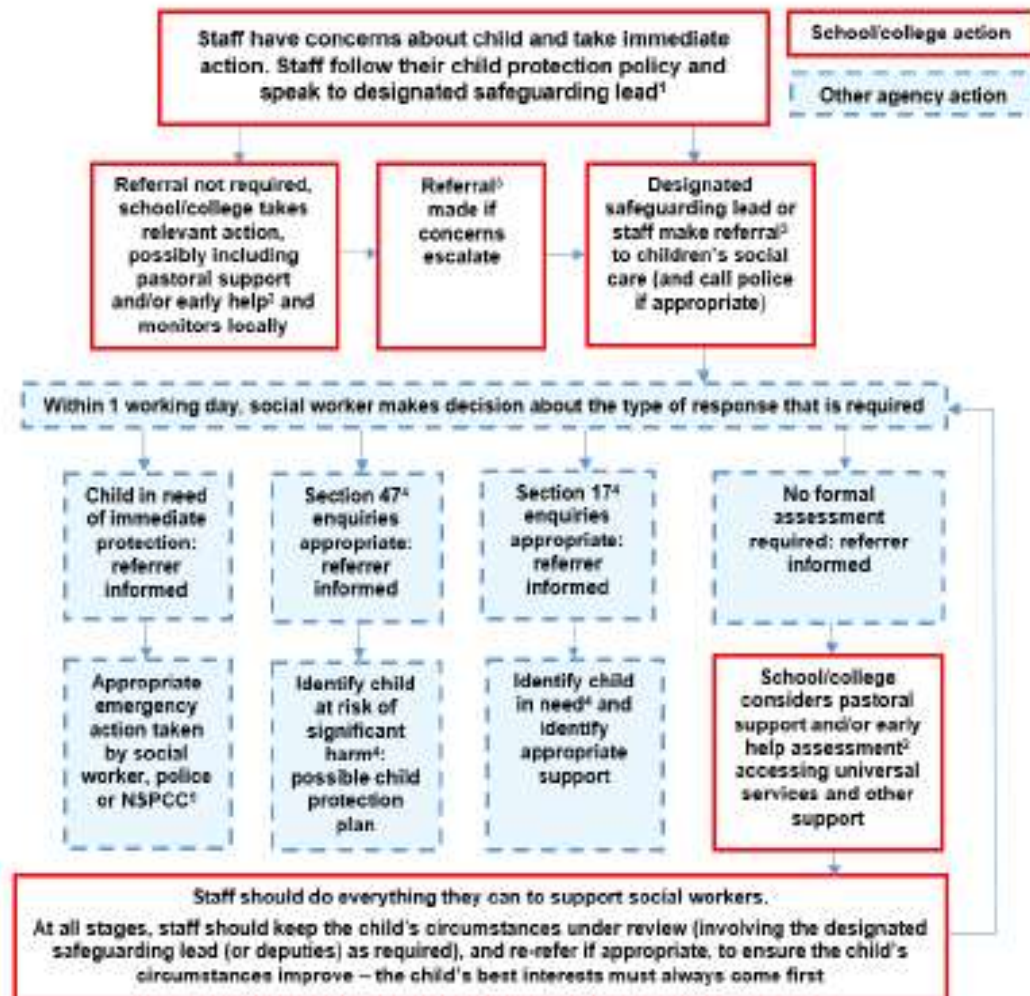 Staff have concerns about child and take immediate
action. Staff follow their child protection policy and
speak to designated safeguarding lead¹
School/college action
Other agency action
Referral not required,
school/college takes
relevant action,
possibly including
pastoral support
and/or early help² and
monitors locally
Referral³
made if
concerns
escalate
Designated
safeguarding lead or
staff make referral³
to children's social
care (and call police
if appropriate)
Within 1 working day, social worker makes decision about the type of response that is required
Child in need
of immediate
protection:
referrer
informed
Section 47⁴
enquiries
appropriate:
referrer
informed
Section 17⁴
enquiries
appropriate:
referrer
informed
No formal
assessment
required: referrer
informed
Appropriate
emergency
action taken
by social
worker, police
or NSPCC⁵
Identify child
at risk of
significant
harm⁴:
possible child
protection
plan
Identify child
in need⁴ and
identify
appropriate
support
School/college
considers pastoral
support and/or early
help assessment²
accessing universal
services and other
support
Staff should do everything they can to support social workers.
At all stages, staff should keep the child's circumstances under review (involving the designated
safeguarding lead (or deputies) as required), and re-refer if appropriate, to ensure the child's
circumstances improve – the child's best interests must always come first